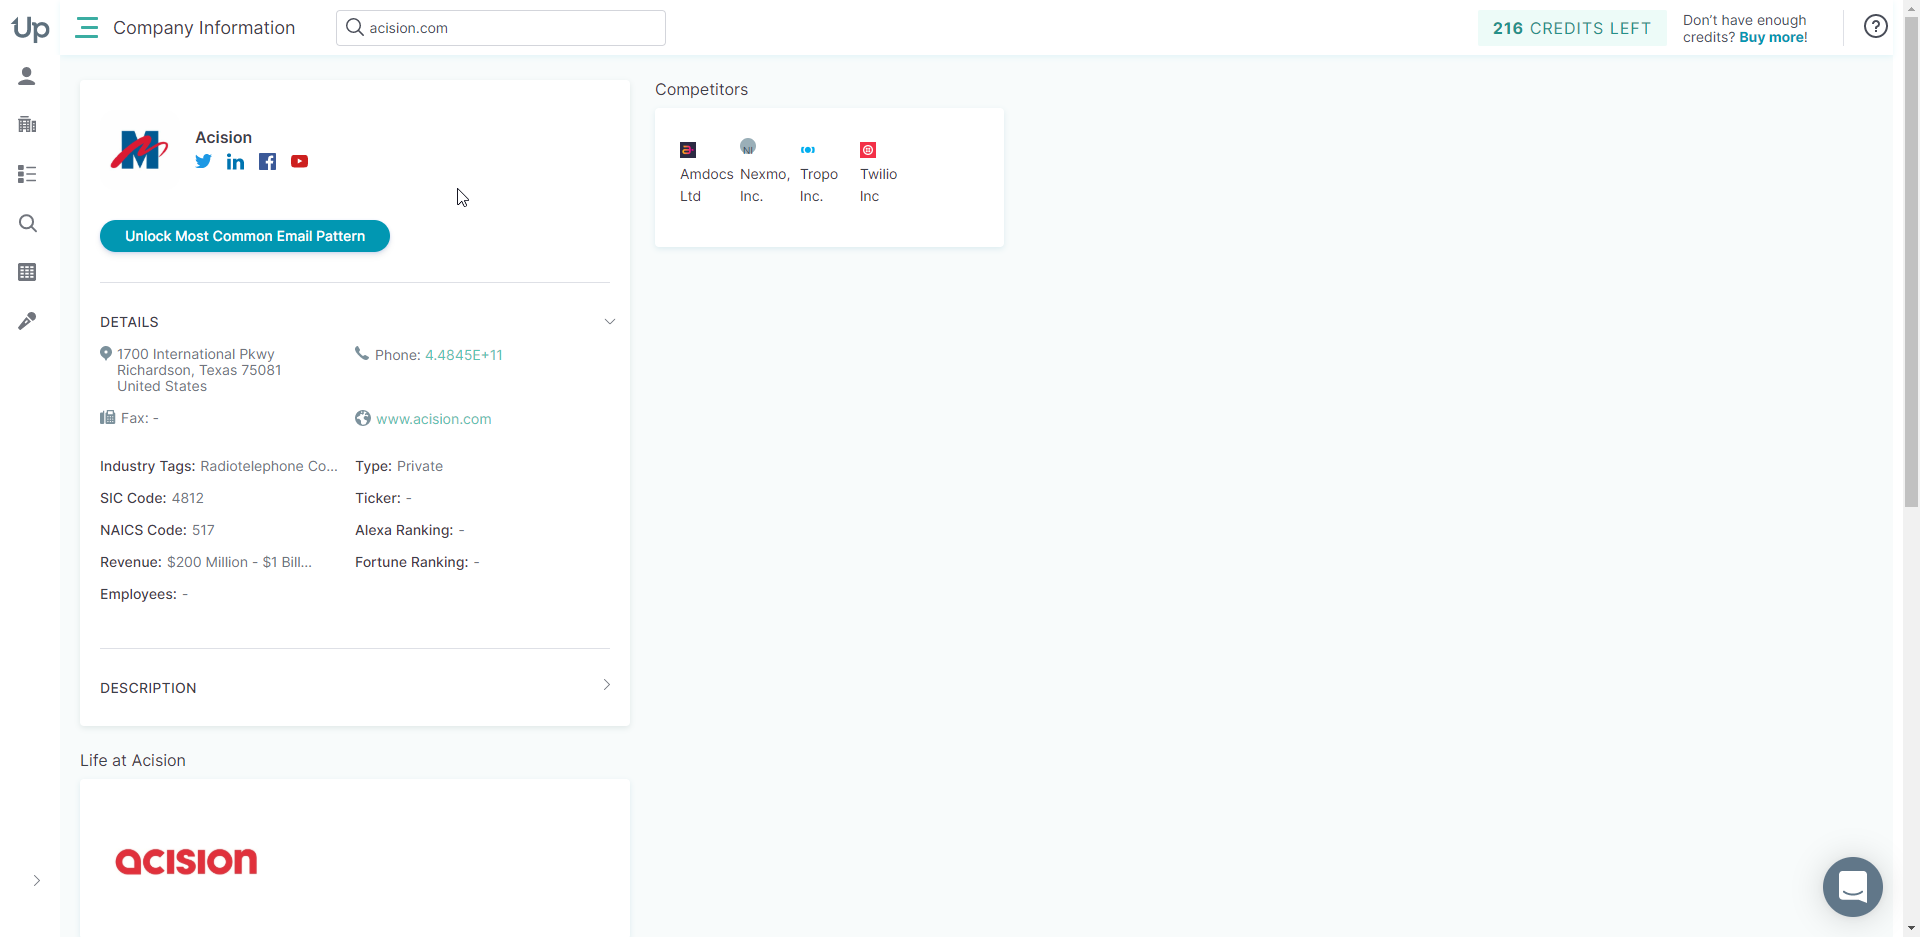 Up
Company Information
acision.com
216 CREDITS LEFT
Don't have enough
credits? Buy more!
?
M
Acision
Unlock Most Common Email Pattern
DETAILS
1700 International Pkwy
Richardson, Texas 75081
United States
Phone: 4.4845E+11
Fax: -
www.acision.com
Industry Tags: Radiotelephone Co...
Type: Private
SIC Code: 4812
Ticker: -
NAICS Code: 517
Alexa Ranking: -
Revenue: $200 Million - $1 Bill...
Fortune Ranking: -
Employees: -
DESCRIPTION
Life at Acision
acision
Competitors
a
NI
Amdocs
Ltd
Nexmo,
Inc.
Tropo
Inc.
Twilio
Inc